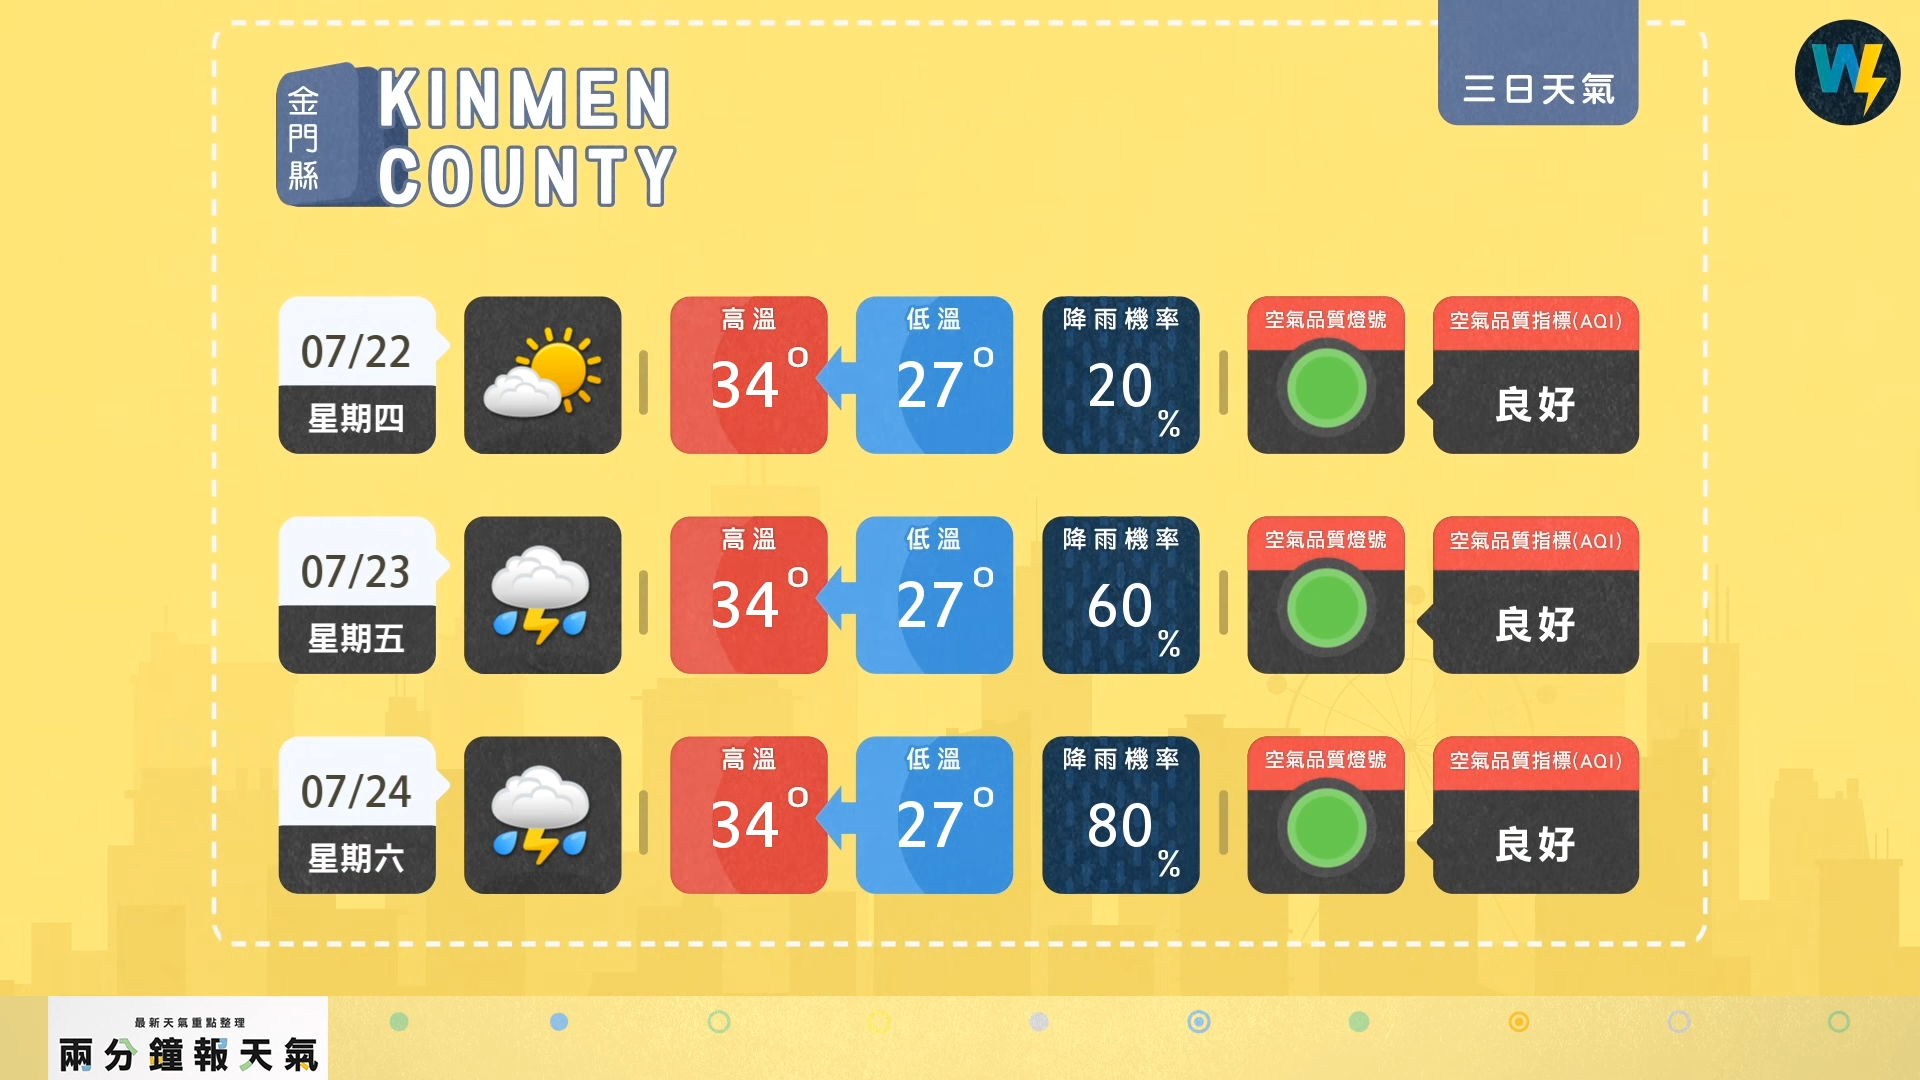 金門縣
KINMEN
COUNTY
三日天氣
W
07/22
星期四
高溫
34°
低溫
27°
降雨機率
20%
空氣品質燈號
空氣品質指標(AQI)
良好
07/23
星期五
高溫
34°
低溫
27°
降雨機率
60%
空氣品質燈號
空氣品質指標(AQI)
良好
07/24
星期六
高溫
34°
低溫
27°
降雨機率
80%
空氣品質燈號
空氣品質指標(AQI)
良好
最新天氣重點整理
兩分鐘報天氣